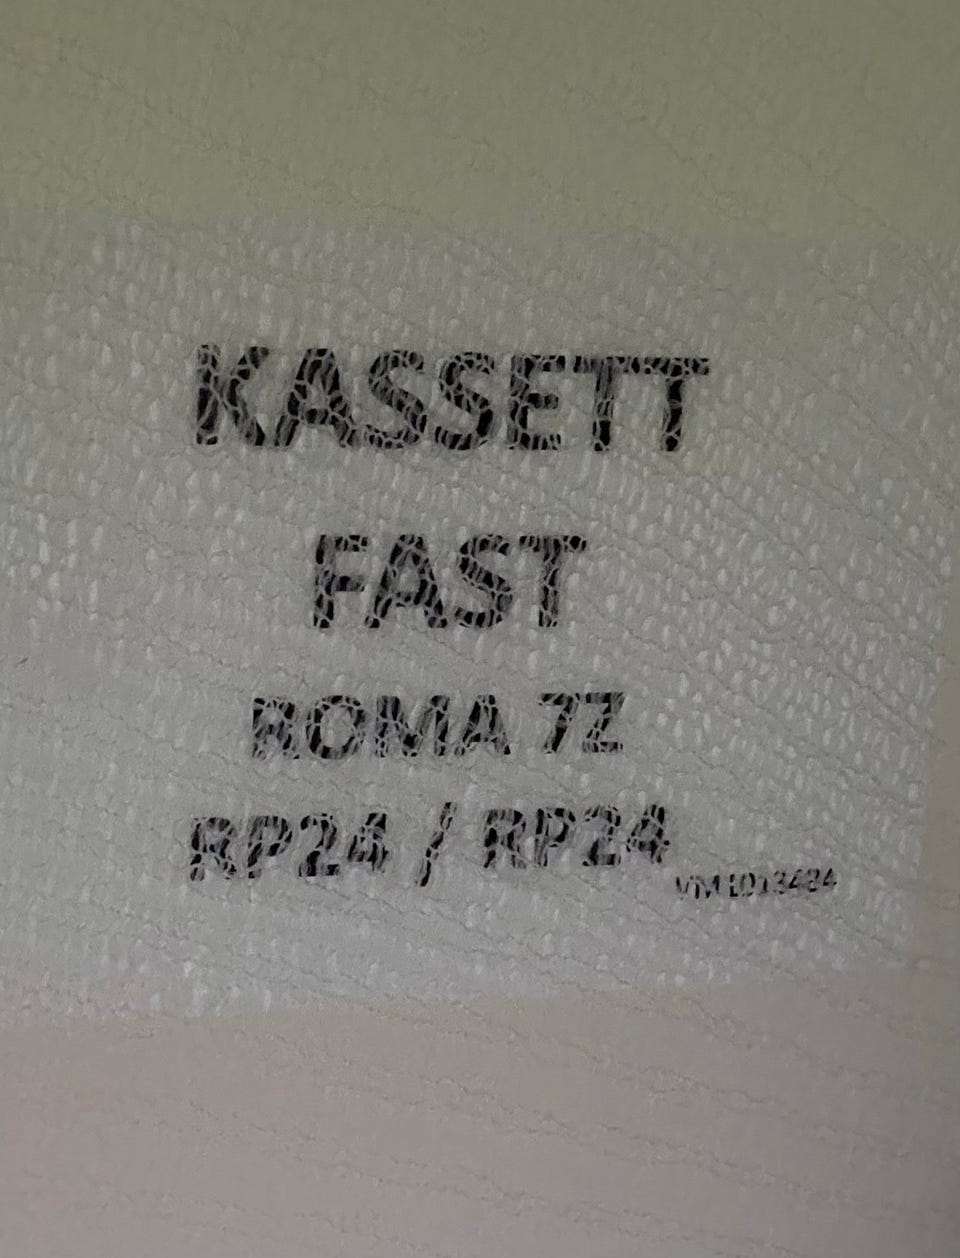 KASSETT
FAST
ROMA 7Z
RP24 / RP24